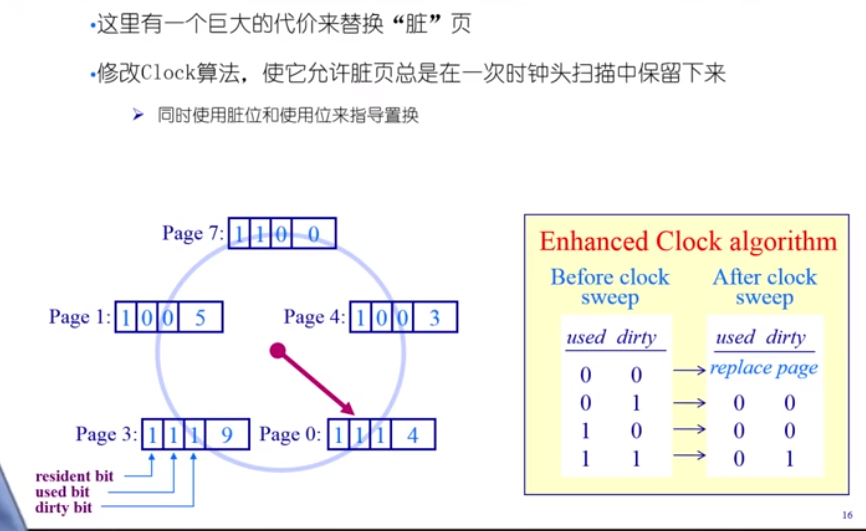 •这里有一个巨大的代价来替换“脏”页
•修改Clock算法，使它允许脏页总是在一次时钟头扫描中保留下来
➢ 同时使用脏位和使用位来指导置换
Page 7: 1 1 0 0
Page 1: 1 0 0 5
Page 4: 1 0 0 3
Page 3: 1 1 1 9
Page 0: 1 1 1 4
resident bit
used bit
dirty bit
Enhanced Clock algorithm
Before clock sweep
After clock sweep
used dirty
used dirty
0 0 → replace page
0 1 → 0 0
1 0 → 0 0
1 1 → 0 1
16